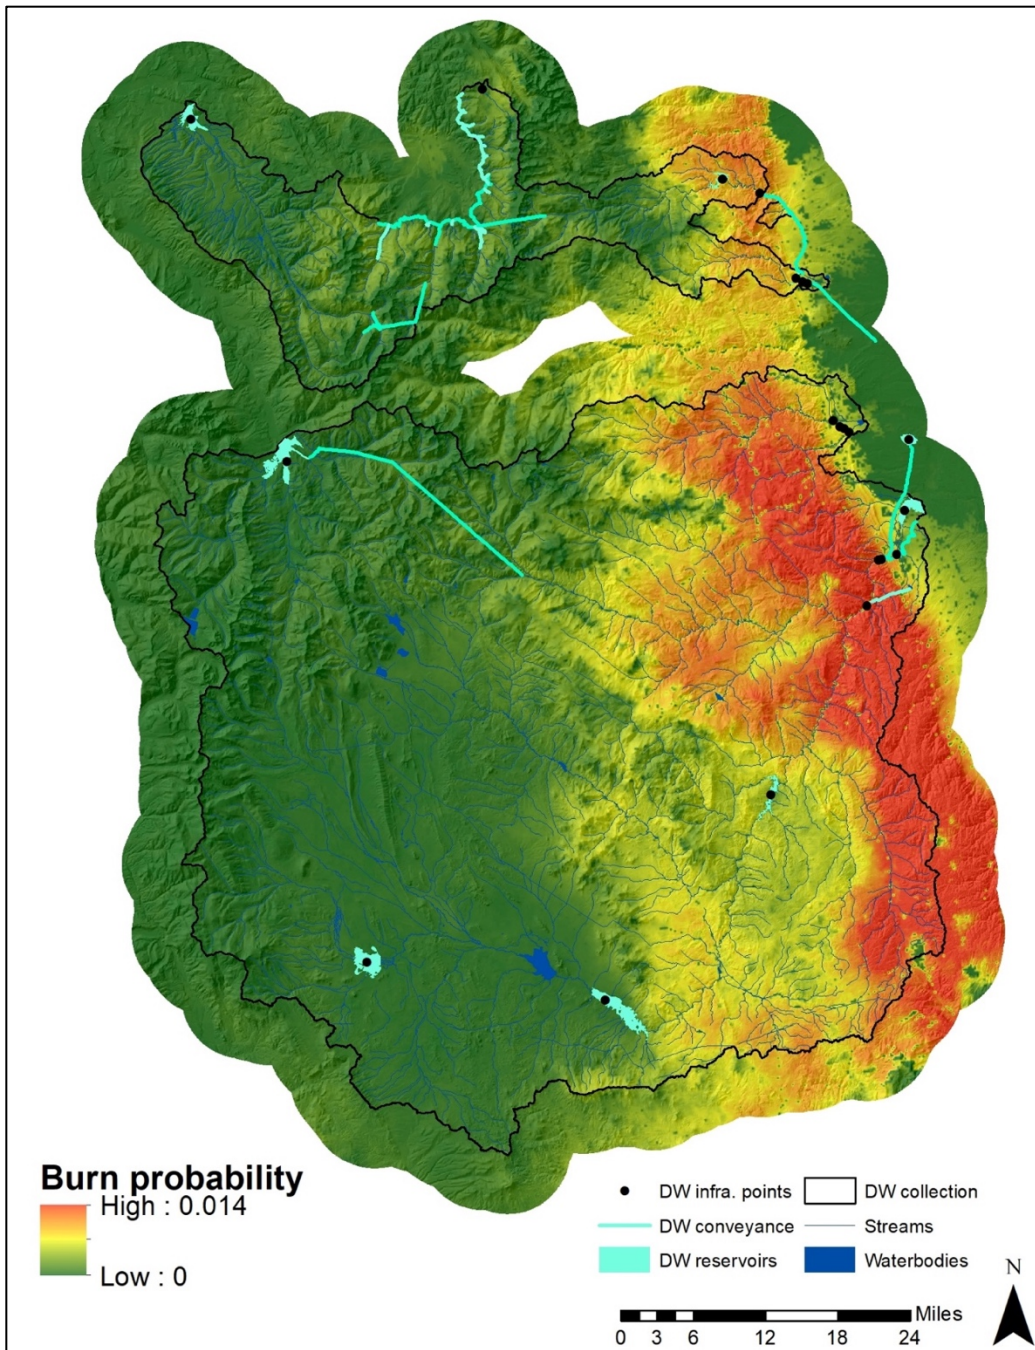 Burn probability
High : 0.014
Low : 0
DW infra. points
DW collection
DW conveyance
Streams
DW reservoirs
Waterbodies
N
Miles
0 3 6 12 18 24